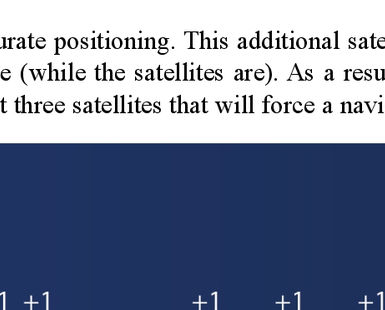 urate positioning. This additional sate
e (while the satellites are). As a resu
t three satellites that will force a navi
1 +1 +1 +1 +1